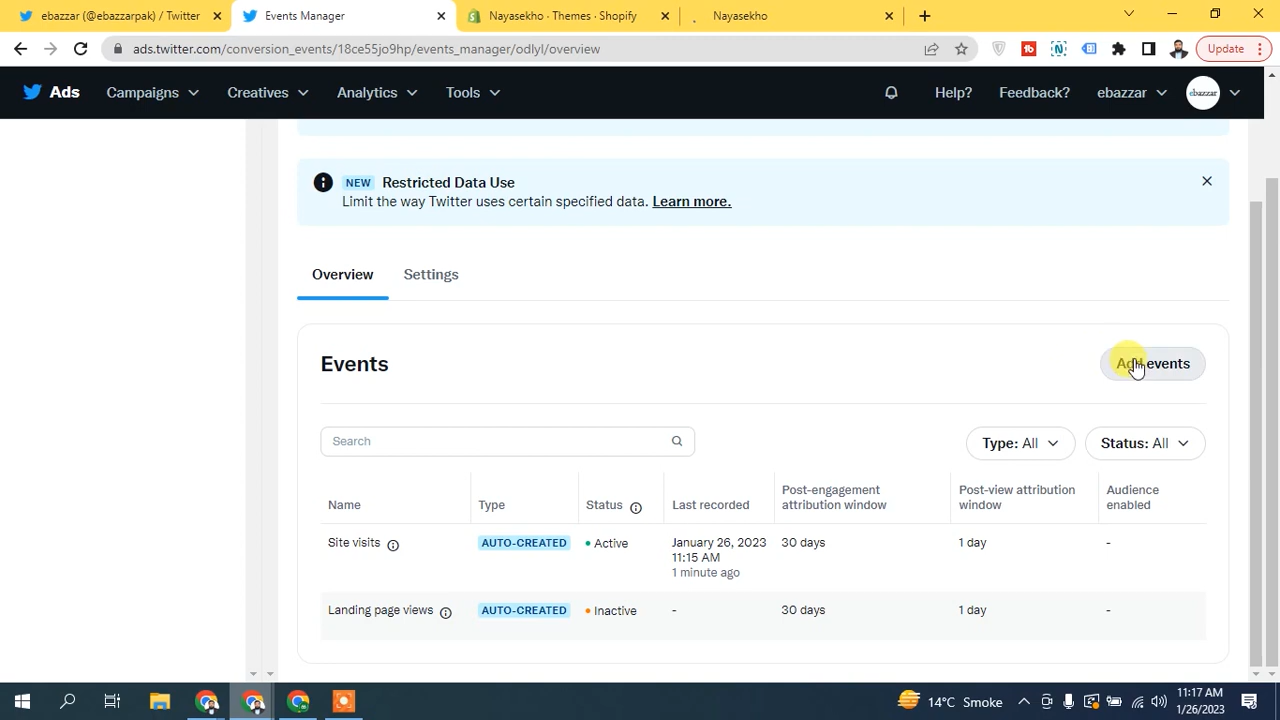 ebazzar (@ebazzarpak) / Twitter
Events Manager
Nayasekho · Themes · Shopify
Nayasekho
ads.twitter.com/conversion_events/18ce55jo9hp/events_manager/odlyl/overview
Update
Ads
Campaigns
Creatives
Analytics
Tools
Help?
Feedback?
ebazzar
ebazzar
NEW Restricted Data Use
Limit the way Twitter uses certain specified data. Learn more.
Overview
Settings
Events
Add events
Search
Type: All
Status: All
Name
Type
Status
Last recorded
Post-engagement
attribution window
Post-view attribution
window
Audience
enabled
Site visits
AUTO-CREATED
Active
January 26, 2023
11:15 AM
1 minute ago
30 days
1 day
-
Landing page views
AUTO-CREATED
Inactive
-
30 days
1 day
-
14°C Smoke
11:17 AM
1/26/2023